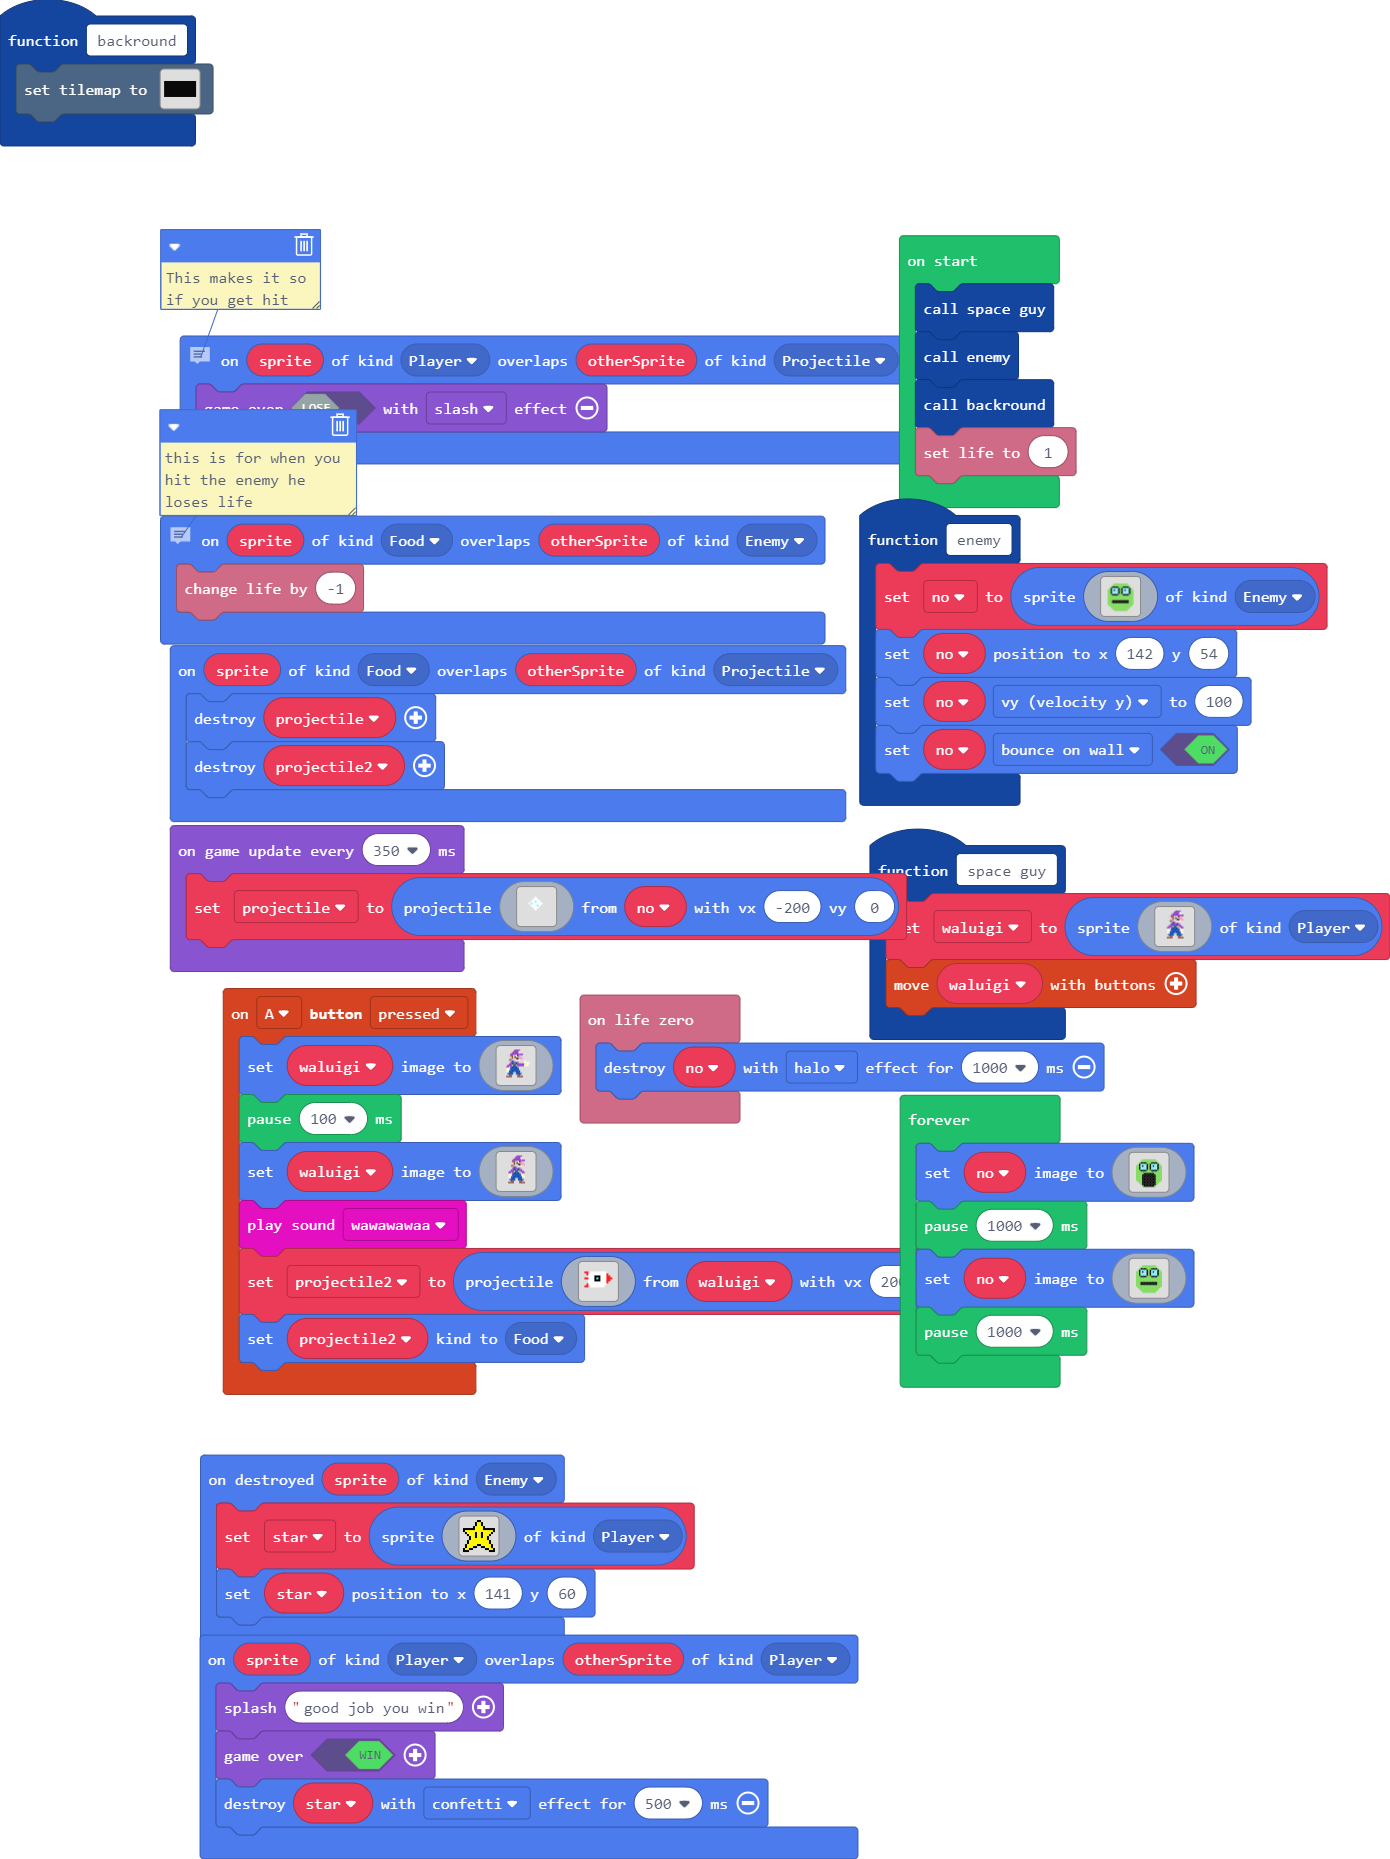 function backround
set tilemap to
This makes it so
if you get hit
on sprite of kind Player overlaps otherSprite of kind Projectile
game over LOSE with slash effect
this is for when you
hit the enemy he
loses life
on sprite of kind Food overlaps otherSprite of kind Enemy
change life by -1
on sprite of kind Food overlaps otherSprite of kind Projectile
destroy projectile
destroy projectile2
on game update every 350 ms
set projectile to projectile from no with vx -200 vy 0
on start
call space guy
call enemy
call backround
set life to 1
function enemy
set no to sprite of kind Enemy
set no position to x 142 y 54
set no vy (velocity y) to 100
set no bounce on wall ON
function space guy
set waluigi to sprite of kind Player
move waluigi with buttons
on A button pressed
set waluigi image to
pause 100 ms
set waluigi image to
play sound wawawawaa
set projectile2 to projectile from waluigi with vx
set projectile2 kind to Food
on life zero
destroy no with halo effect for 1000 ms
forever
set no image to
pause 1000 ms
set no image to
pause 1000 ms
on destroyed sprite of kind Enemy
set star to sprite of kind Player
set star position to x 141 y 60
on sprite of kind Player overlaps otherSprite of kind Player
splash "good job you win"
game over WIN
destroy star with confetti effect for 500 ms